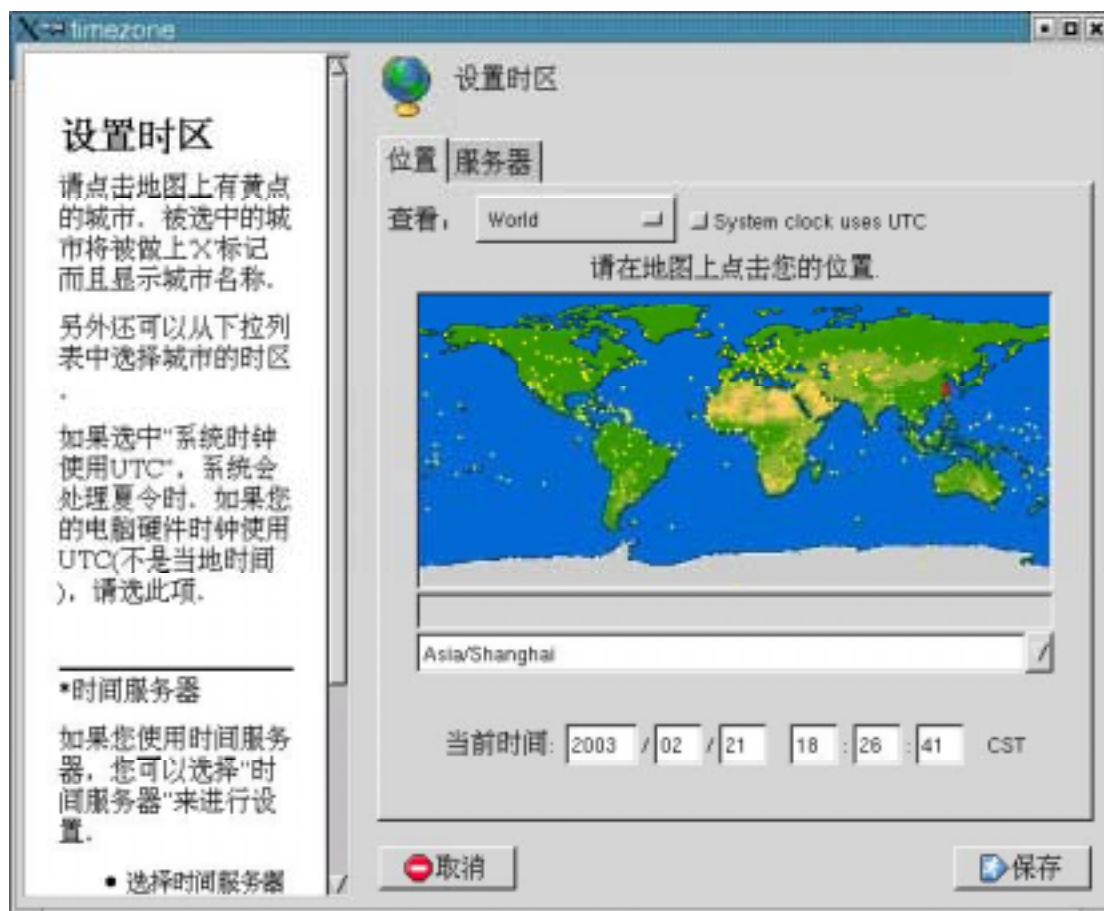 timezone
设置时区
请点击地图上有黄点
的城市. 被选中的城
市将被做上'X'标记
而且显示城市名称.
另外还可以从下拉列
表中选择城市的时区
.
如果选中"系统时钟
使用UTC", 系统会
处理夏令时. 如果您
的电脑硬件时钟使用
UTC(不是当地时间
), 请选此项.
*时间服务器
如果您使用时间服务
器, 您可以选择"时
间服务器"来进行设
置.
• 选择时间服务器
设置时区
位置 服务器
查看: World System clock uses UTC
请在地图上点击您的位置.
Asia/Shanghai
当前时间: 2003 / 02 / 21 18 : 26 : 41 CST
取消 保存